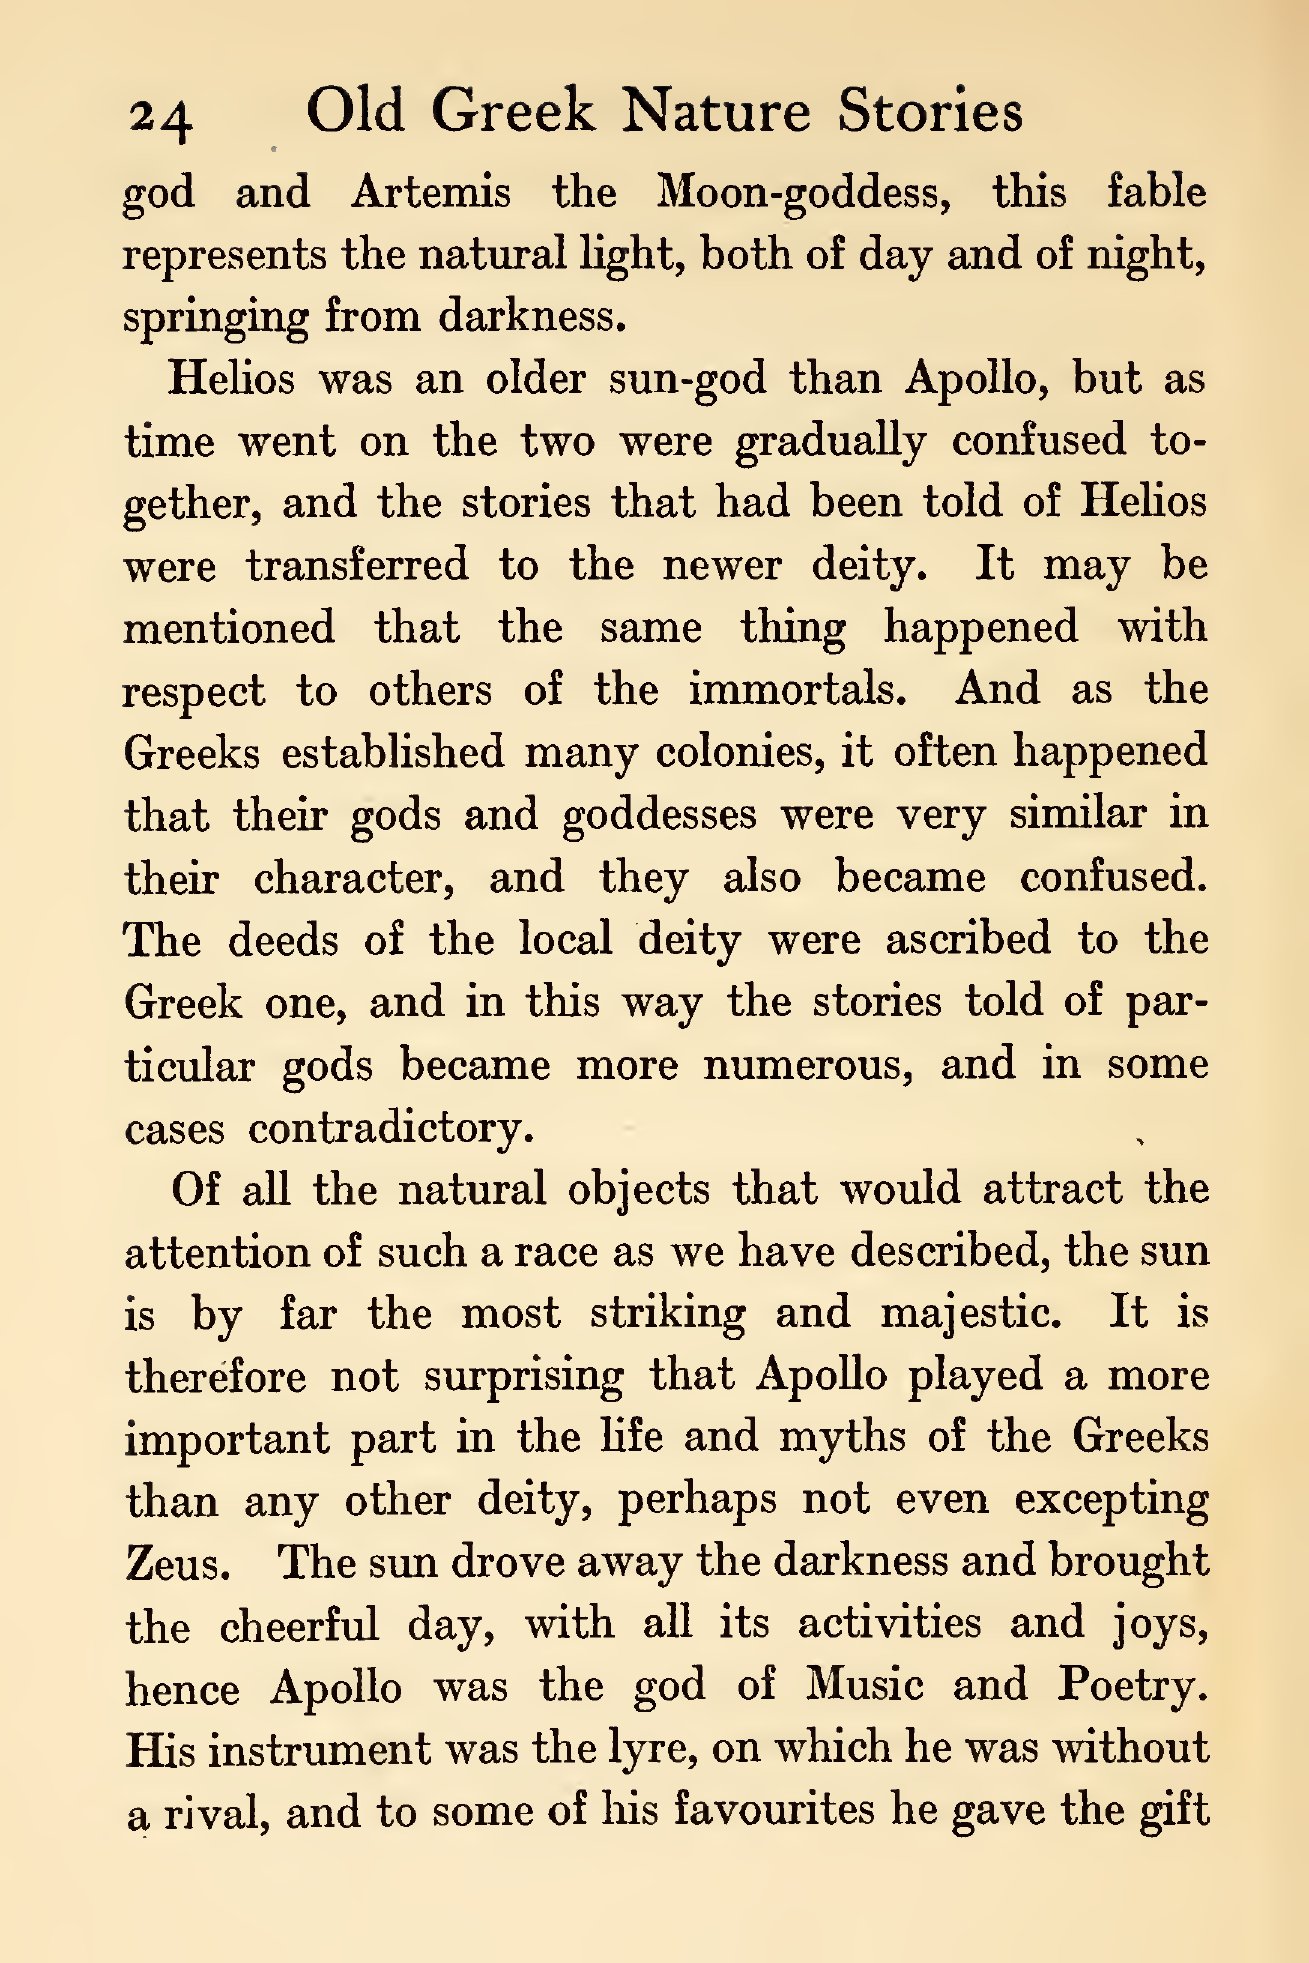 24 Old Greek Nature Stories
god and Artemis the Moon-goddess, this fable
represents the natural light, both of day and of night,
springing from darkness.
Helios was an older sun-god than Apollo, but as
time went on the two were gradually confused to-
gether, and the stories that had been told of Helios
were transferred to the newer deity. It may be
mentioned that the same thing happened with
respect to others of the immortals. And as the
Greeks established many colonies, it often happened
that their gods and goddesses were very similar in
their character, and they also became confused.
The deeds of the local deity were ascribed to the
Greek one, and in this way the stories told of par-
ticular gods became more numerous, and in some
cases contradictory.
Of all the natural objects that would attract the
attention of such a race as we have described, the sun
is by far the most striking and majestic. It is
therefore not surprising that Apollo played a more
important part in the life and myths of the Greeks
than any other deity, perhaps not even excepting
Zeus. The sun drove away the darkness and brought
the cheerful day, with all its activities and joys,
hence Apollo was the god of Music and Poetry.
His instrument was the lyre, on which he was without
a rival, and to some of his favourites he gave the gift